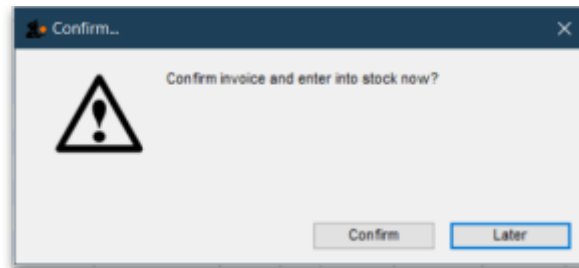 Confirm...
Confirm invoice and enter into stock now?
Confirm
Later